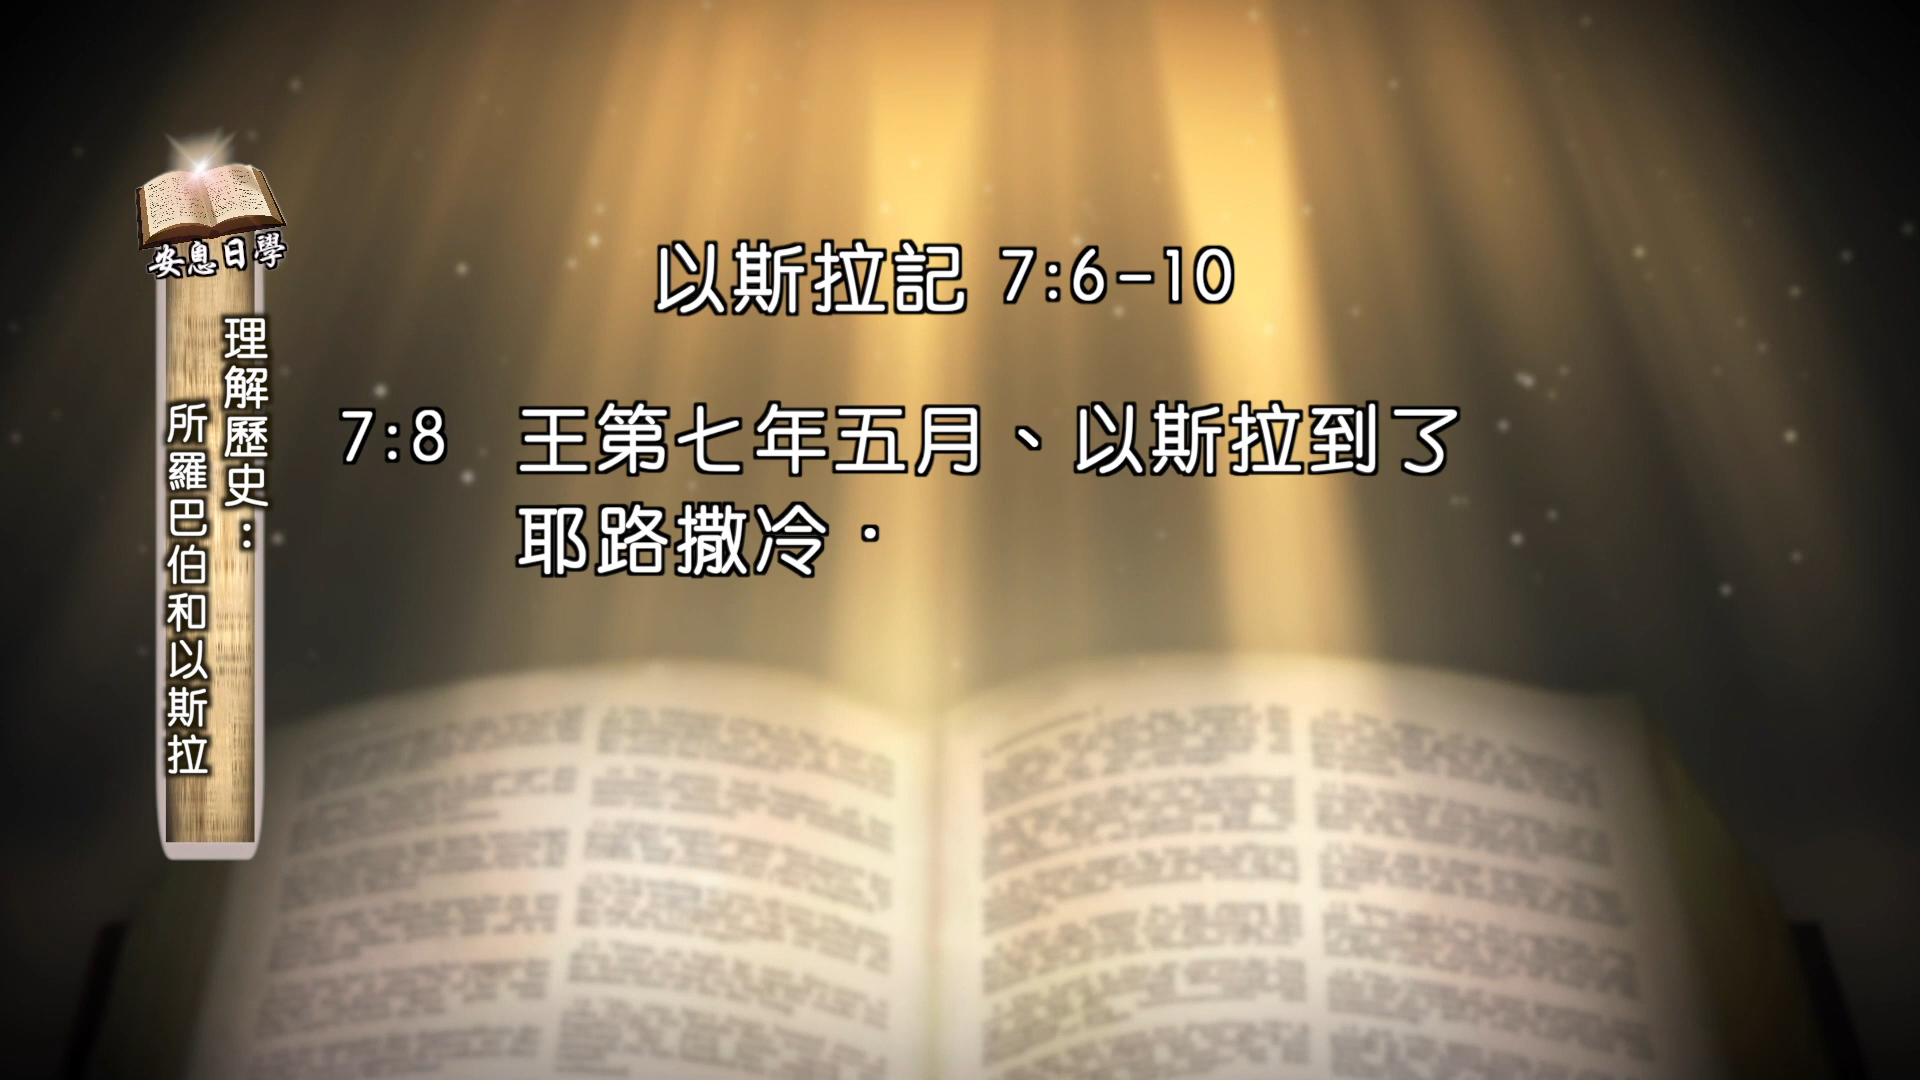 安息日學
理解歷史：
所羅巴伯和以斯拉
以斯拉記 7:6-10
7:8 王第七年五月、以斯拉到了
耶路撒冷．